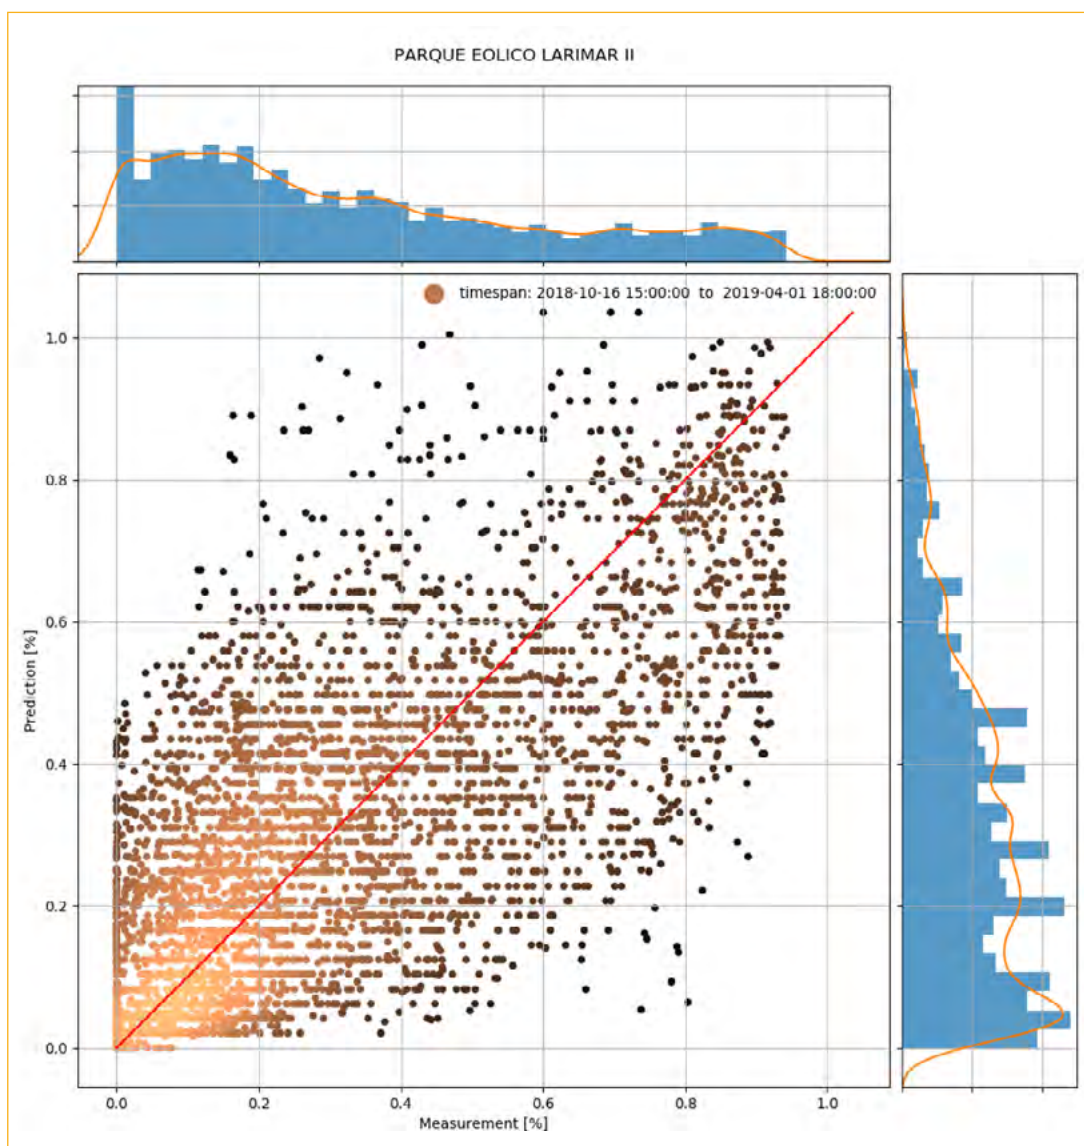 PARQUE EOLICO LARIMAR II
timespan: 2018-10-16 15:00:00 to 2019-04-01 18:00:00
1.0
0.8
0.6
0.4
0.2
0.0
Prediction [%]
0.0 0.2 0.4 0.6 0.8 1.0
Measurement [%]